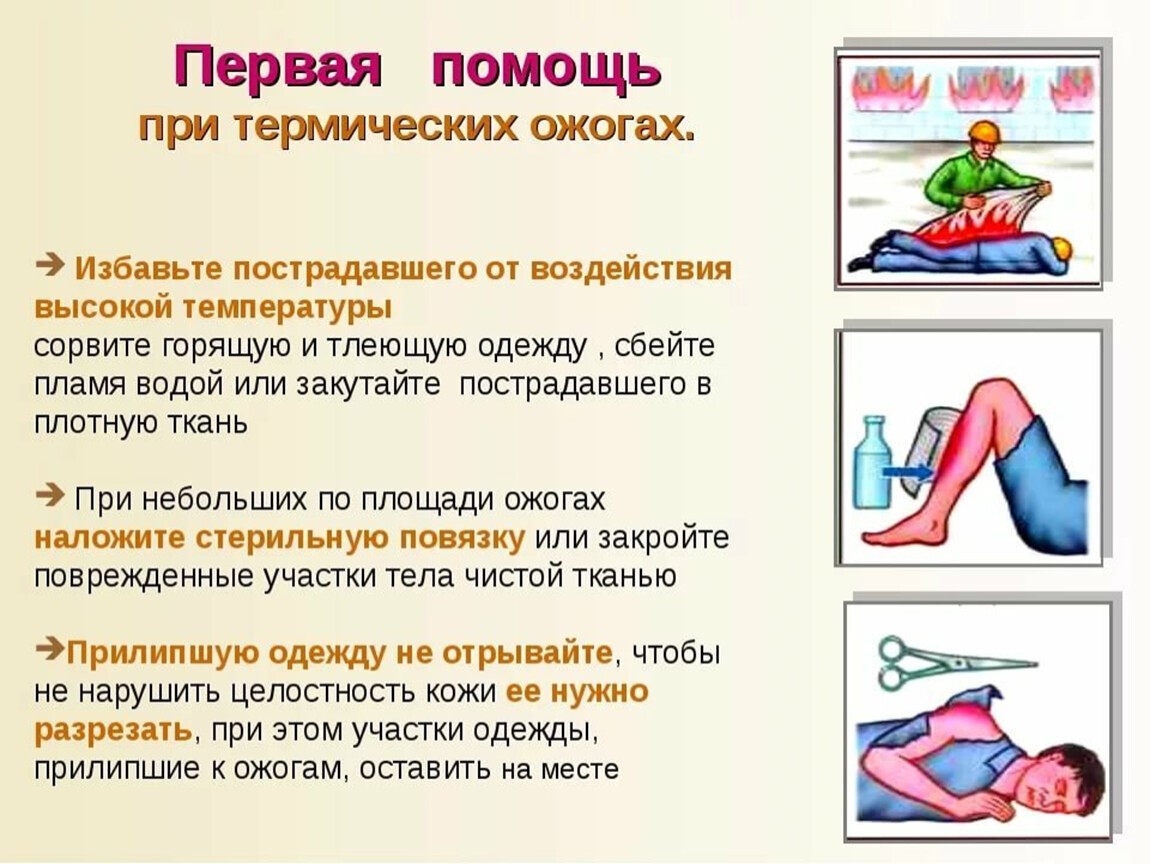 Первая помощь
при термических ожогах.
➔ Избавьте пострадавшего от воздействия
высокой температуры
сорвите горящую и тлеющую одежду , сбейте
пламя водой или закутайте пострадавшего в
плотную ткань
➔ При небольших по площади ожогах
наложите стерильную повязку или закройте
поврежденные участки тела чистой тканью
➔Прилипшую одежду не отрывайте, чтобы
не нарушить целостность кожи ее нужно
разрезать, при этом участки одежды,
прилипшие к ожогам, оставить на месте